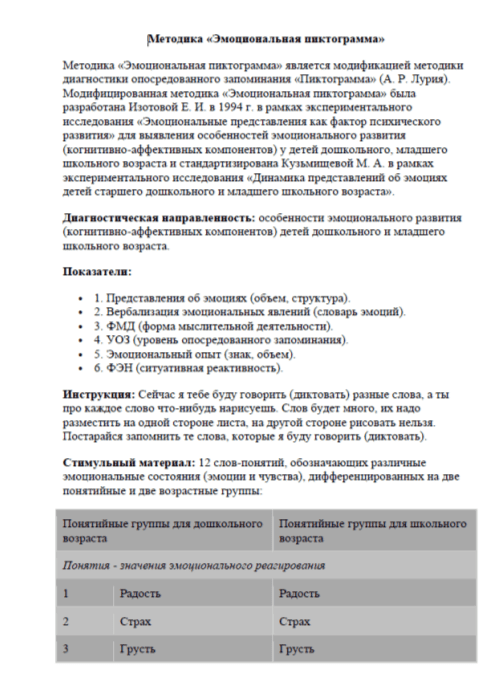 Методика «Эмоциональная пиктограмма»
Методика «Эмоциональная пиктограмма» является модификацией методики
диагностики опосредованного запоминания «Пиктограмма» (А. Р. Лурия).
Модифицированная методика «Эмоциональная пиктограмма» была
разработана Изотовой Е. И. в 1994 г. в рамках экспериментального
исследования «Эмоциональные представления как фактор психического
развития» для выявления особенностей эмоционального развития
(когнитивно-аффективных компонентов) у детей дошкольного, младшего
школьного возраста и стандартизирована Кузьмищевой М. А. в рамках
экспериментального исследования «Динамика представлений об эмоциях
детей старшего дошкольного и младшего школьного возраста».
Диагностическая направленность: особенности эмоционального развития
(когнитивно-аффективных компонентов) детей дошкольного и младшего
школьного возраста.
Показатели:
• 1. Представления об эмоциях (объем, структура).
• 2. Вербализация эмоциональных явлений (словарь эмоций).
• 3. ФМД (форма мыслительной деятельности).
• 4. УОЗ (уровень опосредованного запоминания).
• 5. Эмоциональный опыт (знак, объем).
• 6. ФЭН (ситуативная реактивность).
Инструкция: Сейчас я тебе буду говорить (диктовать) разные слова, а ты
про каждое слово что-нибудь нарисуешь. Слов будет много, их надо
разместить на одной стороне листа, на другой стороне рисовать нельзя.
Постарайся запомнить те слова, которые я буду говорить (диктовать).
Стимульный материал: 12 слов-понятий, обозначающих различные
эмоциональные состояния (эмоции и чувства), дифференцированных на две
понятийные и две возрастные группы:
Понятийные группы для дошкольного
возраста
Понятийные группы для школьного
возраста
Понятия - значения эмоционального реагирования
1 Радость Радость
2 Страх Страх
3 Грусть Грусть